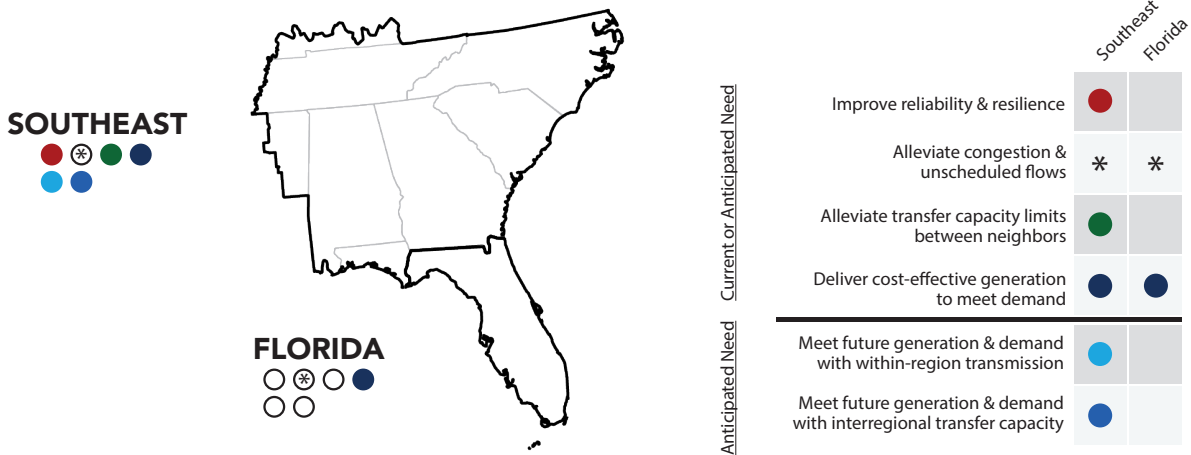 SOUTHEAST
*
FLORIDA
*
Southeast
Florida
Current or Anticipated Need
Improve reliability & resilience
Alleviate congestion &
unscheduled flows
* *
Alleviate transfer capacity limits
between neighbors
Deliver cost-effective generation
to meet demand
Anticipated Need
Meet future generation & demand
with within-region transmission
Meet future generation & demand
with interregional transfer capacity